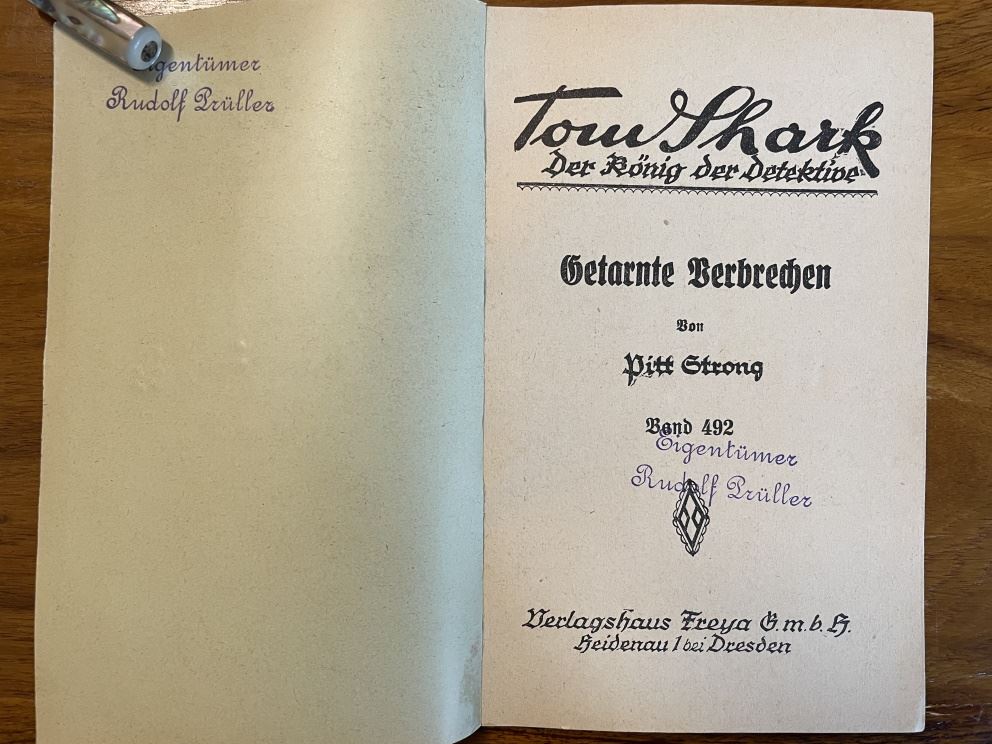 Eigentümer
Rudolf Prüller
Tom Shark
Der König der Detektive
Getarnte Verbrechen
Von
Pitt Strong
Band 492
Eigentümer
Rudolf Prüller
Verlagshaus Freya G.m.b.H.
Heidenau 1 bei Dresden